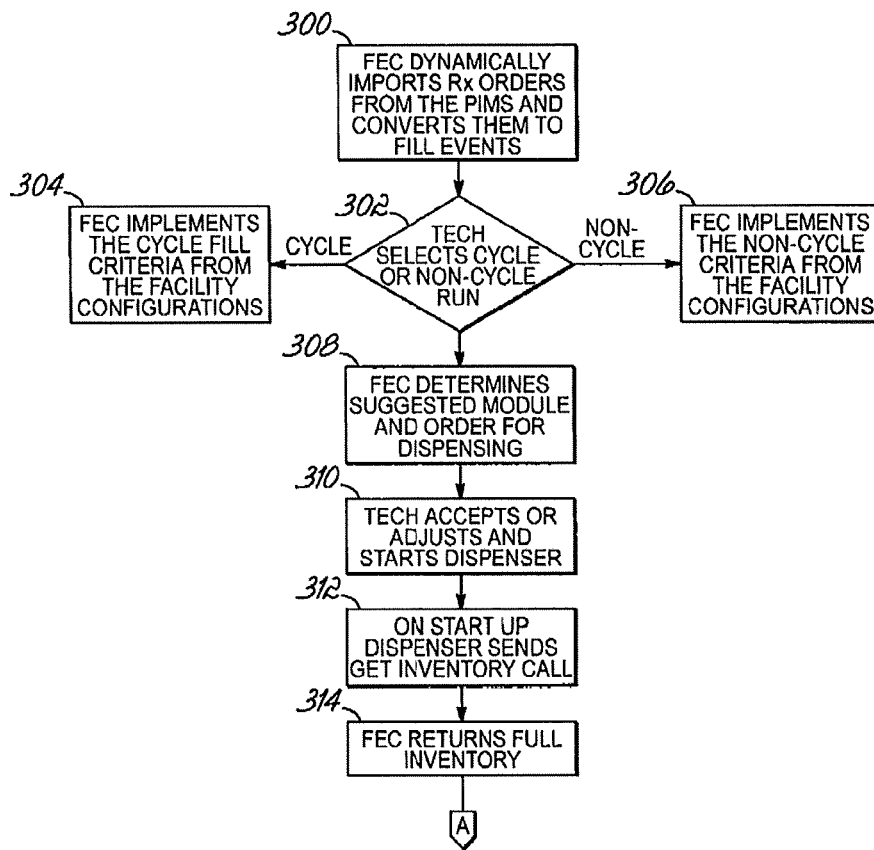 300
FEC DYNAMICALLY
IMPORTS Rx ORDERS
FROM THE PIMS AND
CONVERTS THEM TO
FILL EVENTS
304
FEC IMPLEMENTS
THE CYCLE FILL
CRITERIA FROM
THE FACILITY
CONFIGURATIONS
CYCLE
302
TECH
SELECTS CYCLE
OR NON-CYCLE
RUN
NON-
CYCLE
306
FEC IMPLEMENTS
THE NON-CYCLE
CRITERIA FROM
THE FACILITY
CONFIGURATIONS
308
FEC DETERMINES
SUGGESTED MODULE
AND ORDER FOR
DISPENSING
310
TECH ACCEPTS OR
ADJUSTS AND
STARTS DISPENSER
312
ON START UP
DISPENSER SENDS
GET INVENTORY CALL
314
FEC RETURNS FULL
INVENTORY
A